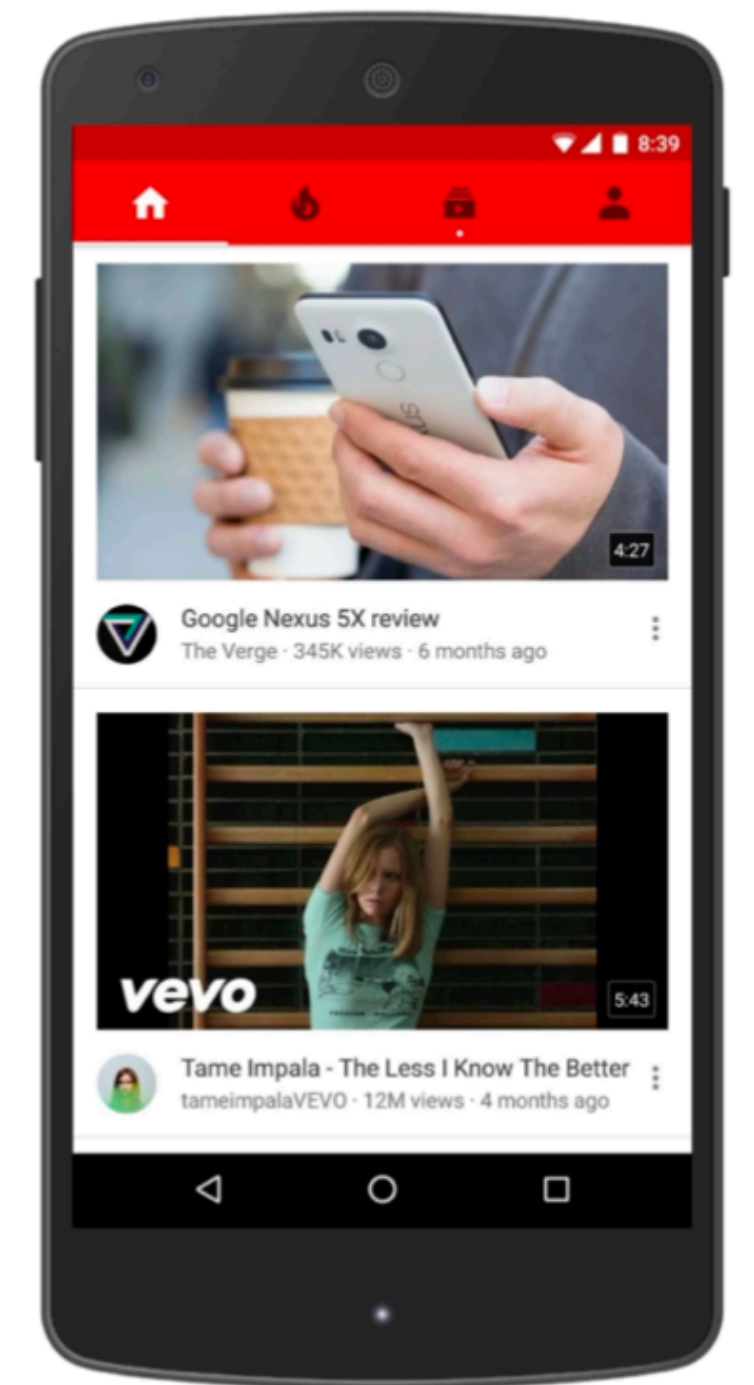 8:39
4:27
Google Nexus 5X review
The Verge · 345K views · 6 months ago
vevo
5:43
Tame Impala - The Less I Know The Better
tameimpalaVEVO · 12M views · 4 months ago